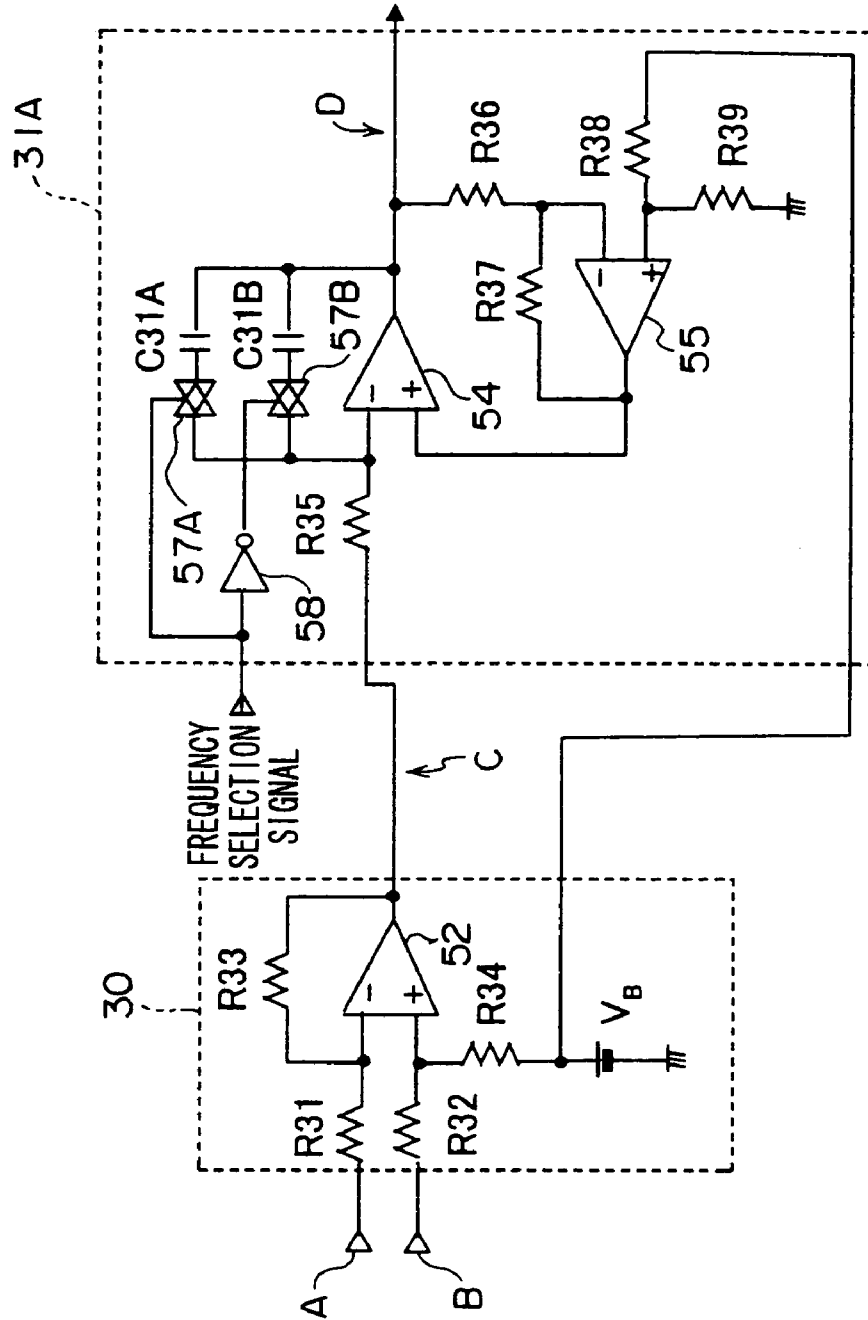 31A
D
C31A
C31B
57A
57B
58
54
R35
R36
R37
R38
R39
55
-
+
-
+
FREQUENCY
SELECTION
SIGNAL
C
30
R33
52
R31
R32
R34
-
+
VB
A
B